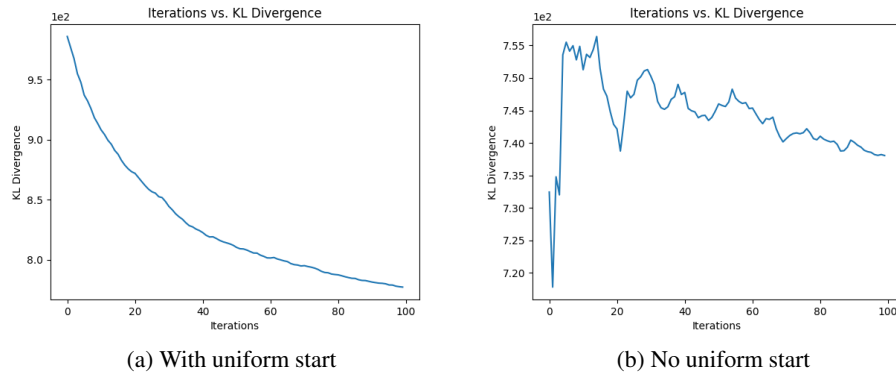 Iterations vs. KL Divergence
1e2
9.5
9.0
8.5
8.0
KL Divergence
0 20 40 60 80 100
Iterations
(a) With uniform start
Iterations vs. KL Divergence
1e2
7.55
7.50
7.45
7.40
7.35
7.30
7.25
7.20
KL Divergence
0 20 40 60 80 100
Iterations
(b) No uniform start